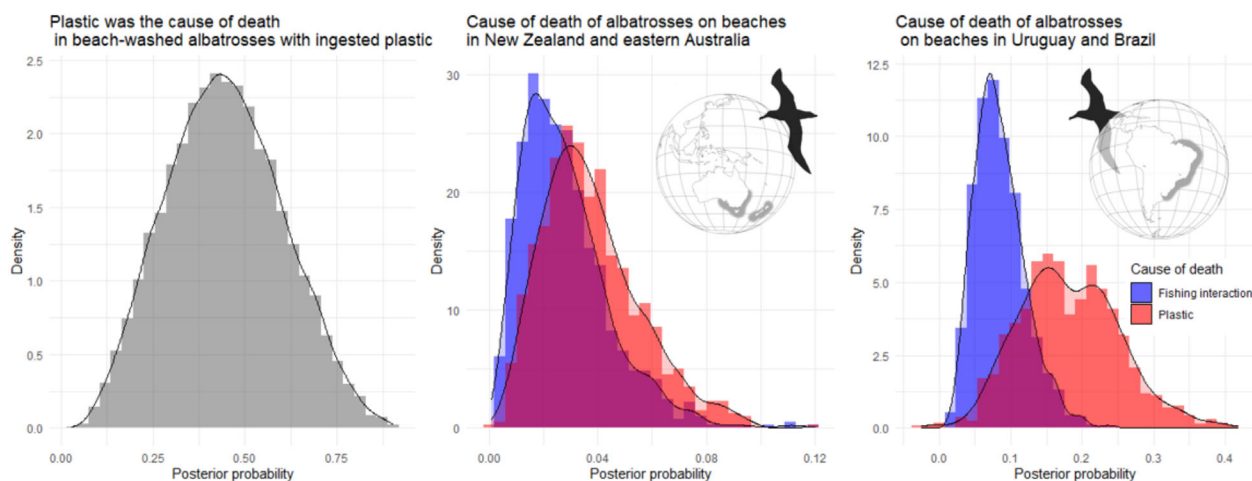 Plastic was the cause of death
in beach-washed albatrosses with ingested plastic
2.5
2.0
1.5
1.0
0.5
0.0
Density
0.00
0.25
0.50
0.75
Posterior probability
Cause of death of albatrosses on beaches
in New Zealand and eastern Australia
30
20
10
0
Density
0.00
0.04
0.08
0.12
Posterior probability
Cause of death of albatrosses
on beaches in Uruguay and Brazil
12.5
10.0
7.5
5.0
2.5
0.0
Density
0.0
0.1
0.2
0.3
0.4
Posterior probability
Cause of death
Fishing interaction
Plastic